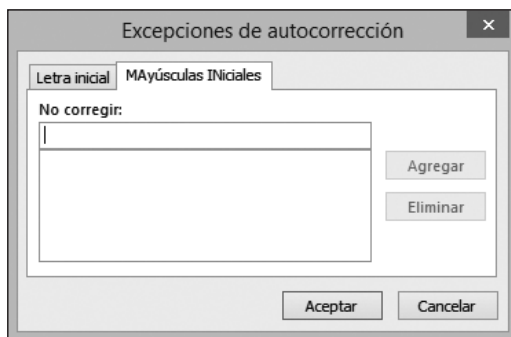 Excepciones de autocorrección
Letra inicial MAyúsculas INiciales
No corregir:
Agregar
Eliminar
Aceptar Cancelar